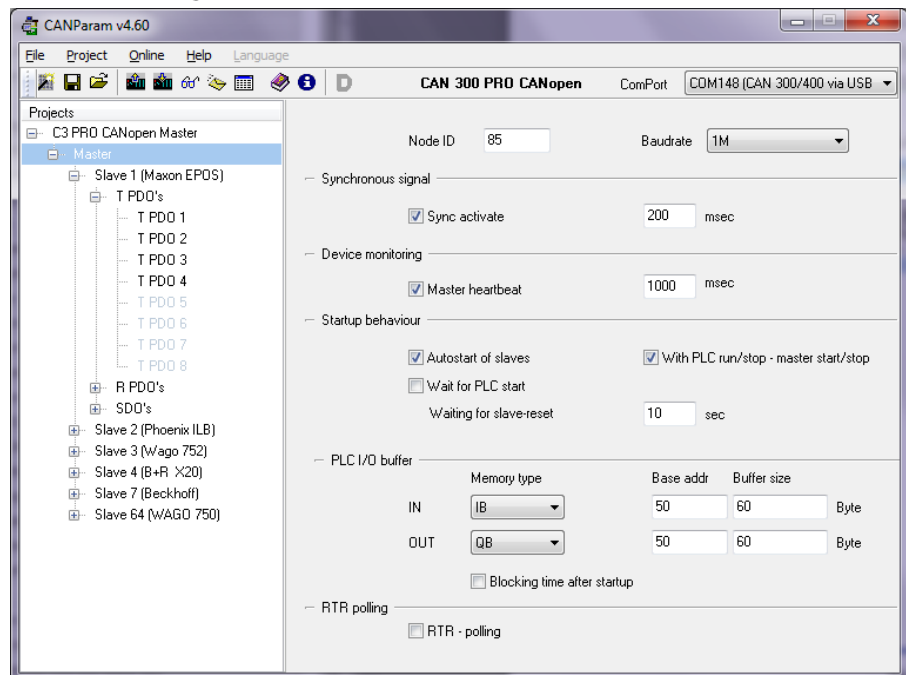 CANParam v4.60
File Project Online Help Language
D CAN 300 PRO CANopen ComPort COM148 (CAN 300/400 via USB
Projects
C3 PRO CANopen Master
Master
Slave 1 (Maxon EPOS)
T PDO's
T PDO 1
T PDO 2
T PDO 3
T PDO 4
T PDO 5
T PDO 6
T PDO 7
T PDO 8
R PDO's
SDO's
Slave 2 (Phoenix ILB)
Slave 3 (Wago 752)
Slave 4 (B+R X20)
Slave 7 (Beckhoff)
Slave 64 (WAGO 750)
Node ID 85 Baudrate 1M
Synchronous signal
Sync activate 200 msec
Device monitoring
Master heartbeat 1000 msec
Startup behaviour
Autostart of slaves With PLC run/stop - master start/stop
Wait for PLC start
Waiting for slave-reset 10 sec
PLC I/O buffer
Memory type Base addr Buffer size
IN IB 50 60 Byte
OUT QB 50 60 Byte
Blocking time after startup
RTR polling
RTR - polling